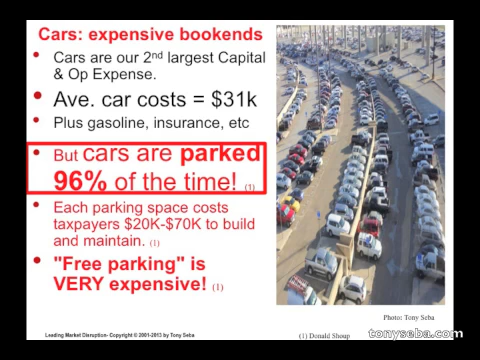 Cars: expensive bookends
• Cars are our 2nd largest Capital
& Op Expense.
• Ave. car costs = $31k
• Plus gasoline, insurance, etc
• But cars are parked
96% of the time! (1)
• Each parking space costs
taxpayers $20K-$70K to build
and maintain. (1)
• "Free parking" is
VERY expensive! (1)
Photo: Tony Seba
Leading Market Disruption- Copyright © 2001-2013 by Tony Seba
(1) Donald Shoup
tonyseba.com